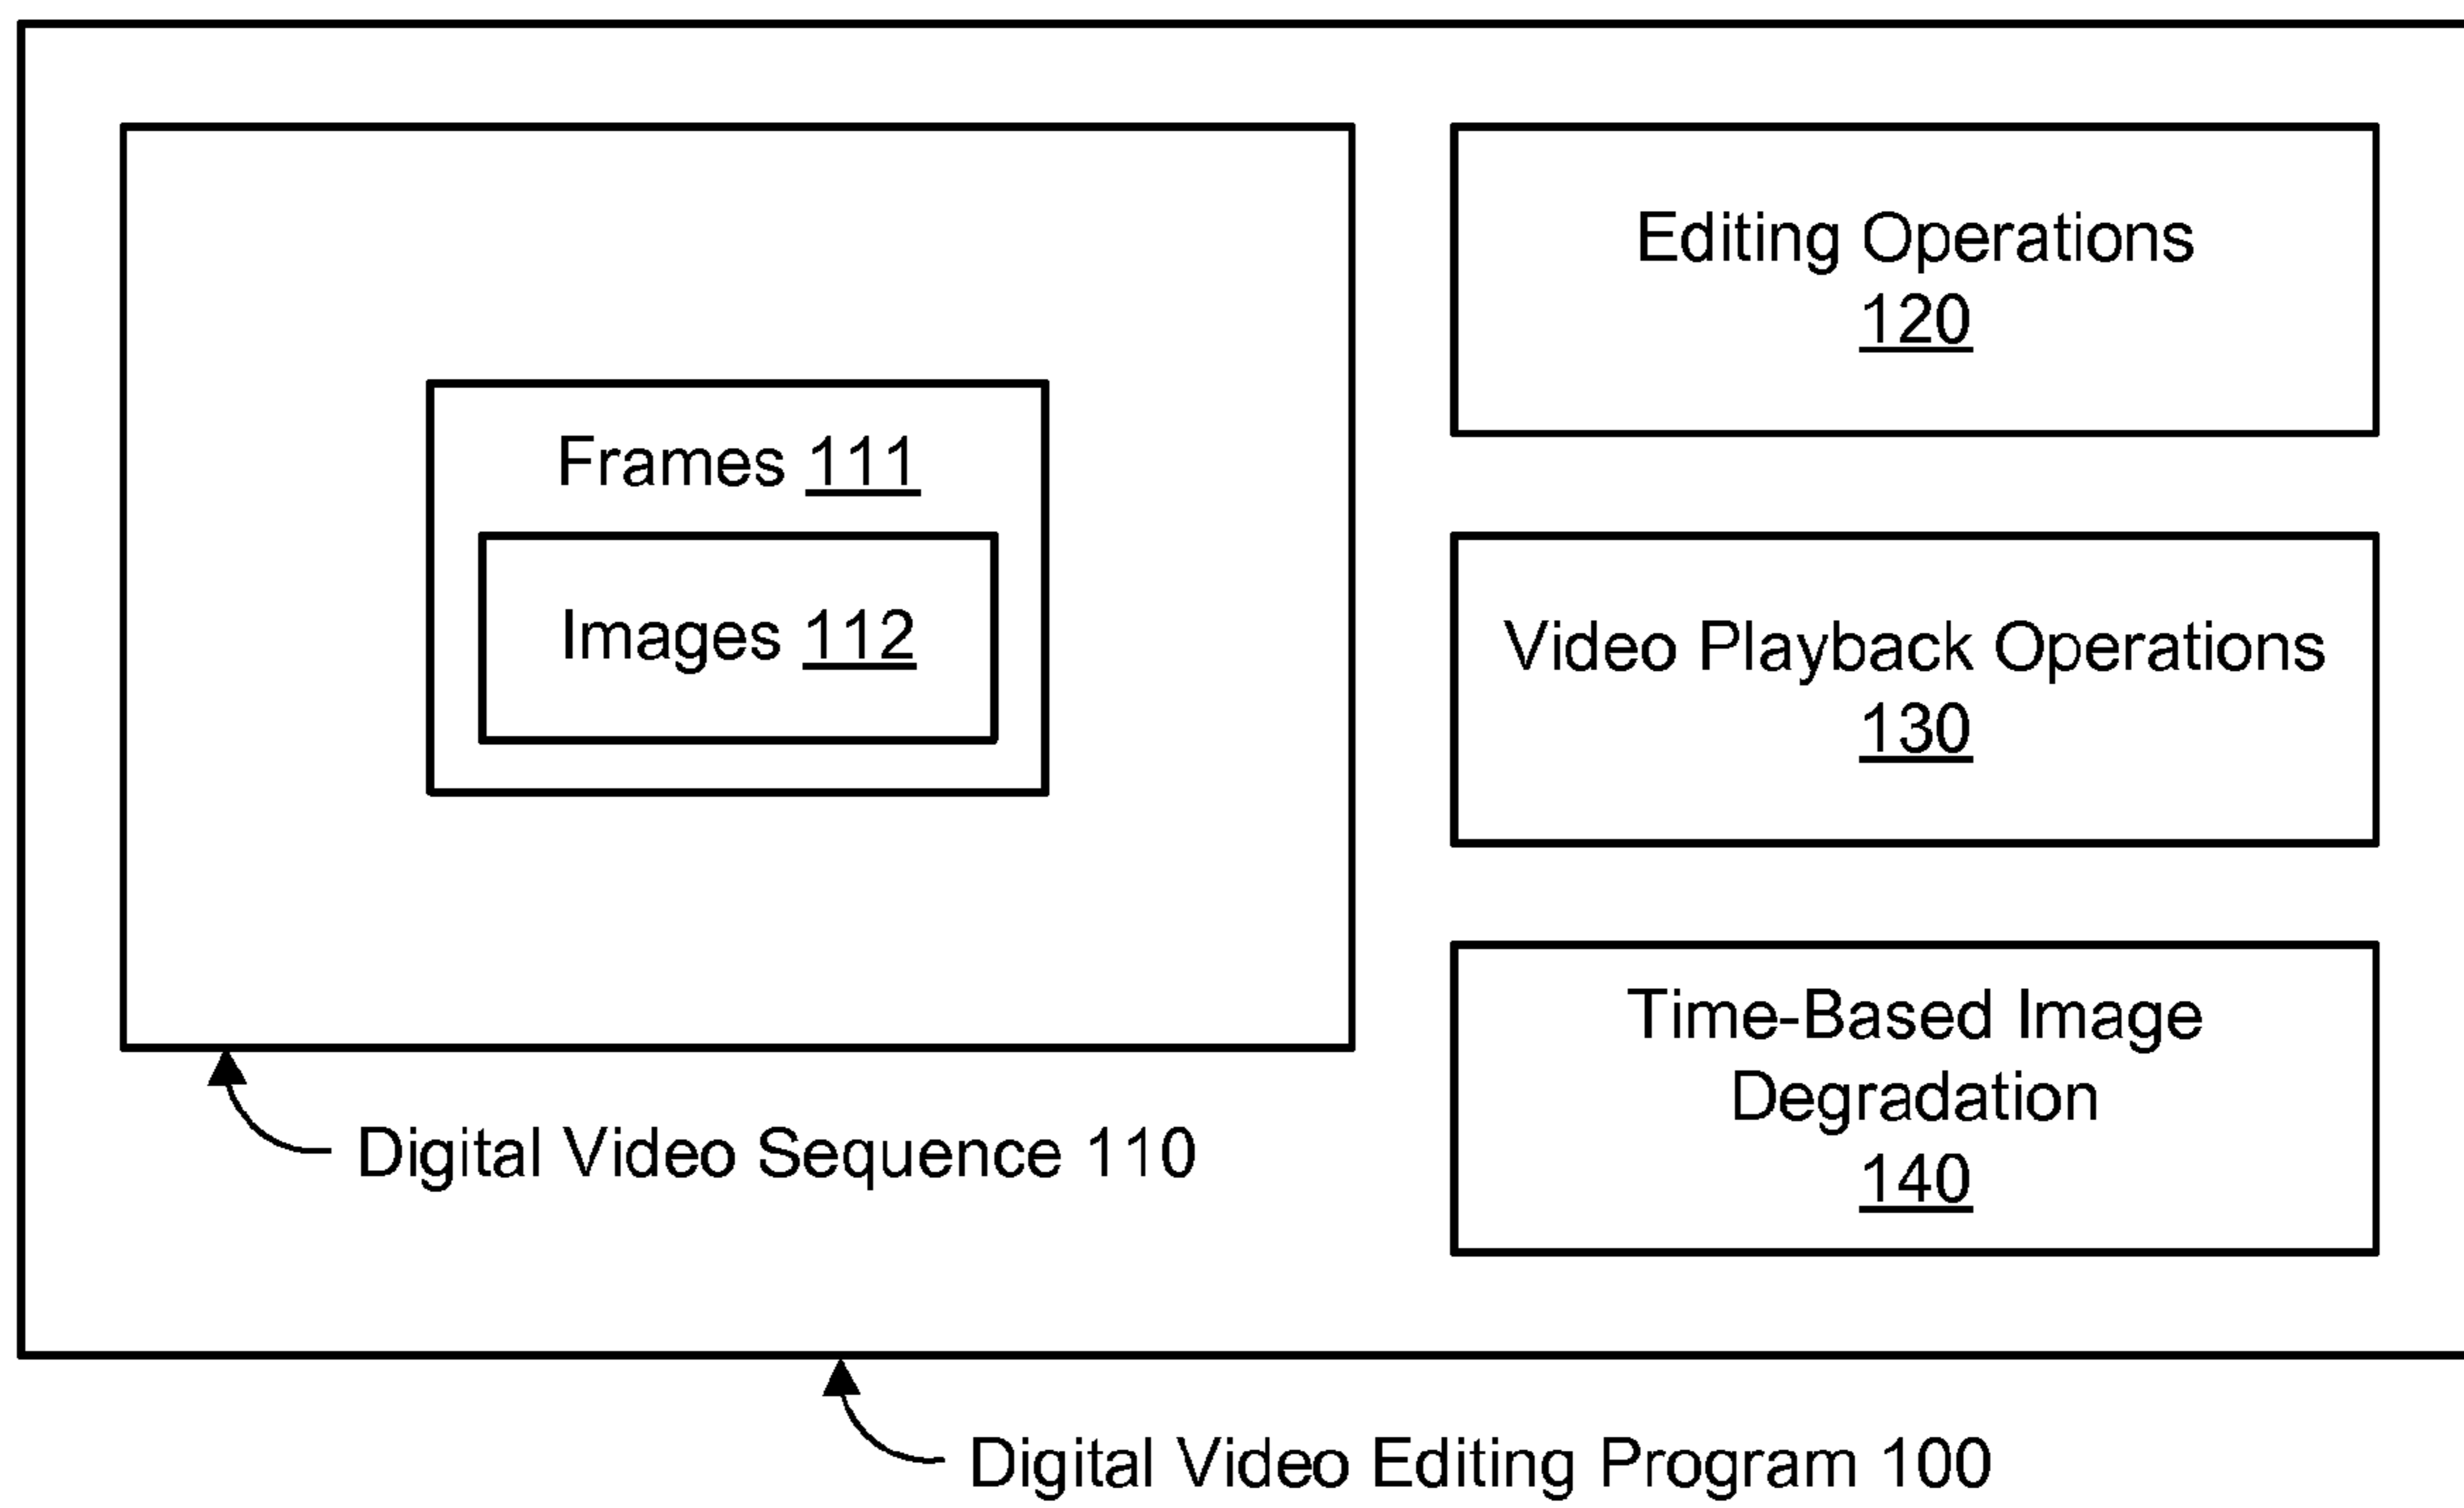 Frames 111
Images 112
Digital Video Sequence 110
Editing Operations
120
Video Playback Operations
130
Time-Based Image
Degradation
140
Digital Video Editing Program 100